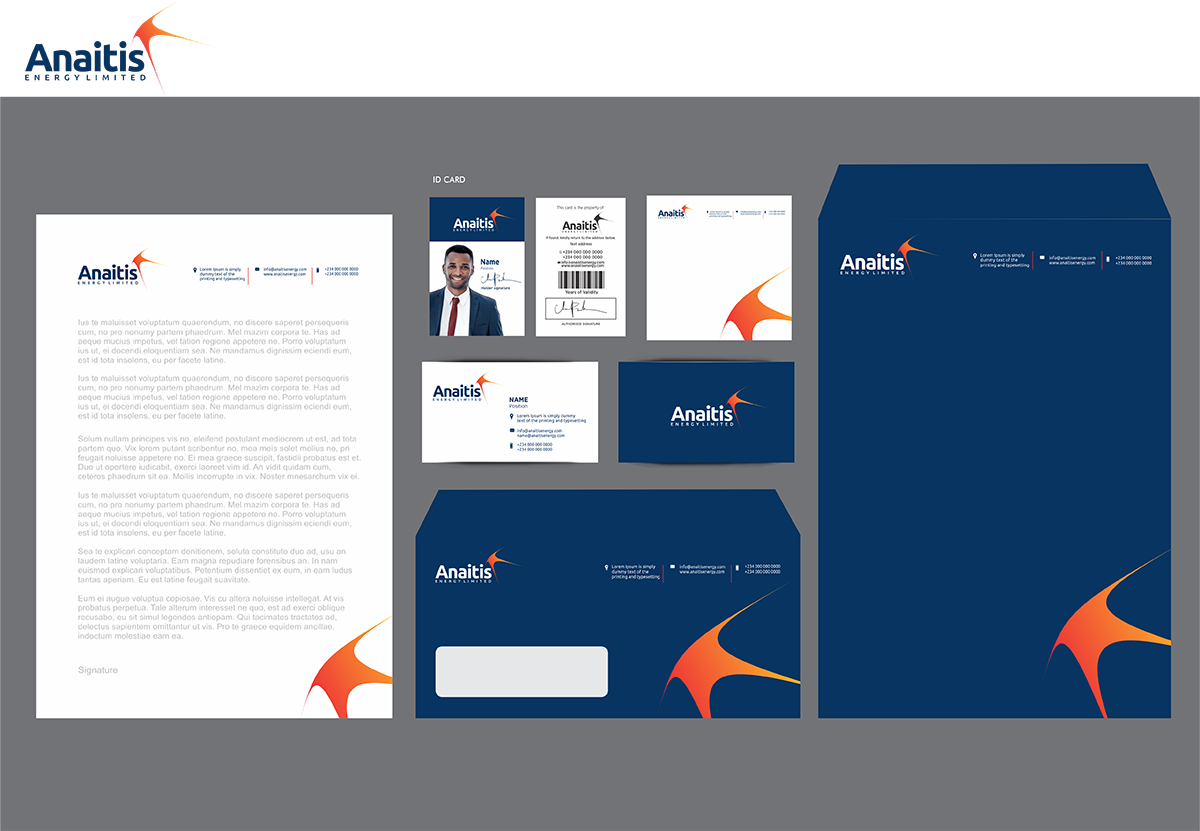 Anaitis
ENERGY LIMITED
ID CARD
Anaitis
ENERGY LIMITED
Lorem Ipsum is simply
dummy text of the
printing and typesetting
info@anaitisenergy.com
www.anaitisenergy.com
+234 000 000 0000
+234 000 000 0000
Ius te maluisset voluptatum quaerendum, no discere saperet persequeris
cum, no pro nonumy partem phaedrum. Mel mazim corpora te. Has ad
aeque mucius impetus, vel tation regione appetere no. Porro voluptatum
ius ut, ei docendi eloquentiam sea. Ne mandamus dignissim eciendi eum,
est id tota insolens, eu per facete latine.
Ius te maluisset voluptatum quaerendum, no discere saperet persequeris
cum, no pro nonumy partem phaedrum. Mel mazim corpora te. Has ad
aeque mucius impetus, vel tation regione appetere no. Porro voluptatum
ius ut, ei docendi eloquentiam sea. Ne mandamus dignissim eciendi eum,
est id tota insolens, eu per facete latine.
Solum nullam principes vis no, eleifend postulant mediocrem ut est, ad tota
partem quo. Vix lorem putant scribentur no, mea meis solet molius no, pri
feugait noluisse appetere no. Ei mea graece suscipit, fastidii probatus est et.
Duo ut oportere iudicabit, exerci laoreet vim id. An vidit quidam cum,
ceteros phaedrum sit ea. Mollis incorrupte in vix. Noster mnesarchum vix ei.
Ius te maluisset voluptatum quaerendum, no discere saperet persequeris
cum, no pro nonumy partem phaedrum. Mel mazim corpora te. Has ad
aeque mucius impetus, vel tation regione appetere no. Porro voluptatum
ius ut, ei docendi eloquentiam sea. Ne mandamus dignissim eciendi eum,
est id tota insolens, eu per facete latine.
Sea te explicari conceptam denitionem, soluta constituto duo ad, usu an
laudem latine voluptaria. Eam magna repudiare forensibus an. In nam
euismod explicari voluptatibus. Petentium dissentiet ex eum, in eam ludus
tantas aperiam. Eu est latine feugait suavitate.
Eum ei augue voluptua copiosae. Vis cu altera noluisse intellegat. At vis
probatus perpetua. Tale alterum interesset ne quo, est ad exerci oblique
recusabo, eu sit simul legendos antiopam. Qui tacimates tractatos ad,
delectus sapientem omittantur ut vis. Pro te graece equidem ancillae,
indoctum molestiae eam ea.
Signature
Anaitis
ENERGY LIMITED
Name
Position
Holder signature
This card is the property of
Anaitis
ENERGY LIMITED
If found, kindly return to the address below.
Text address
+234 000 000 0000
+234 000 000 0000
info@anaitisenergy.com
www.anaitisenergy.com
Years of Validity
AUTHORISED SIGNATURE
Anaitis
ENERGY LIMITED
Anaitis
ENERGY LIMITED
NAME
Position
Lorem Ipsum is simply dummy
text of the printing and typesetting
info@anaitisenergy.com
name@anaitisenergy.com
+234 000 000 0000
+234 000 000 0000
Anaitis
ENERGY LIMITED
Anaitis
ENERGY LIMITED
Lorem Ipsum is simply
dummy text of the
printing and typesetting
info@anaitisenergy.com
www.anaitisenergy.com
+234 000 000 0000
+234 000 000 0000
Anaitis
ENERGY LIMITED
Lorem Ipsum is simply
dummy text of the
printing and typesetting
info@anaitisenergy.com
www.anaitisenergy.com
+234 000 000 0000
+234 000 000 0000